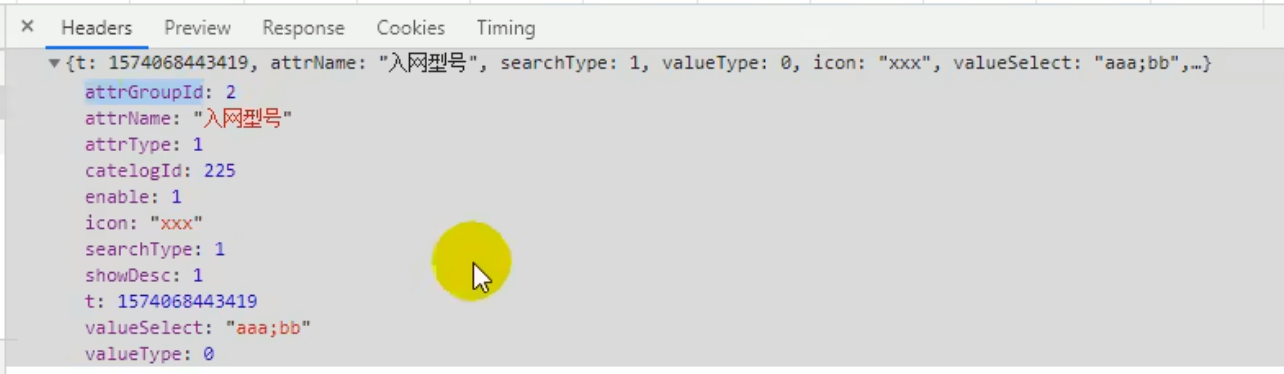 × Headers Preview Response Cookies Timing
▼{t: 1574068443419, attrName: "入网型号", searchType: 1, valueType: 0, icon: "xxx", valueSelect: "aaa;bb",…}
attrGroupId: 2
attrName: "入网型号"
attrType: 1
catelogId: 225
enable: 1
icon: "xxx"
searchType: 1
showDesc: 1
t: 1574068443419
valueSelect: "aaa;bb"
valueType: 0